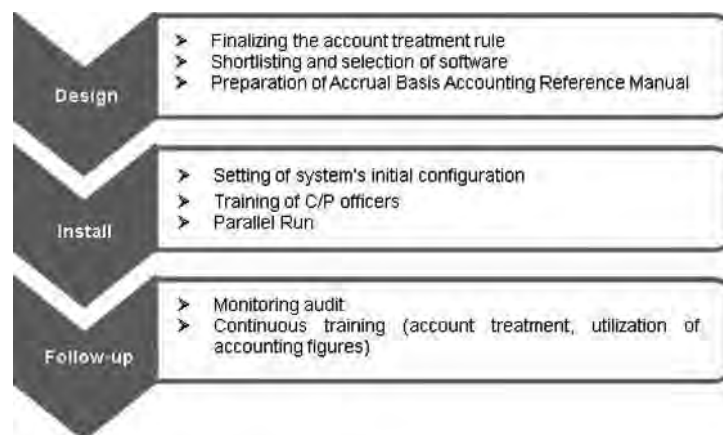 Design
➢ Finalizing the account treatment rule
➢ Shortlisting and selection of software
➢ Preparation of Accrual Basis Accounting Reference Manual
Install
➢ Setting of system's initial configuration
➢ Training of C/P officers
➢ Parallel Run
Follow-up
➢ Monitoring audit
➢ Continuous training (account treatment, utilization of
accounting figures)